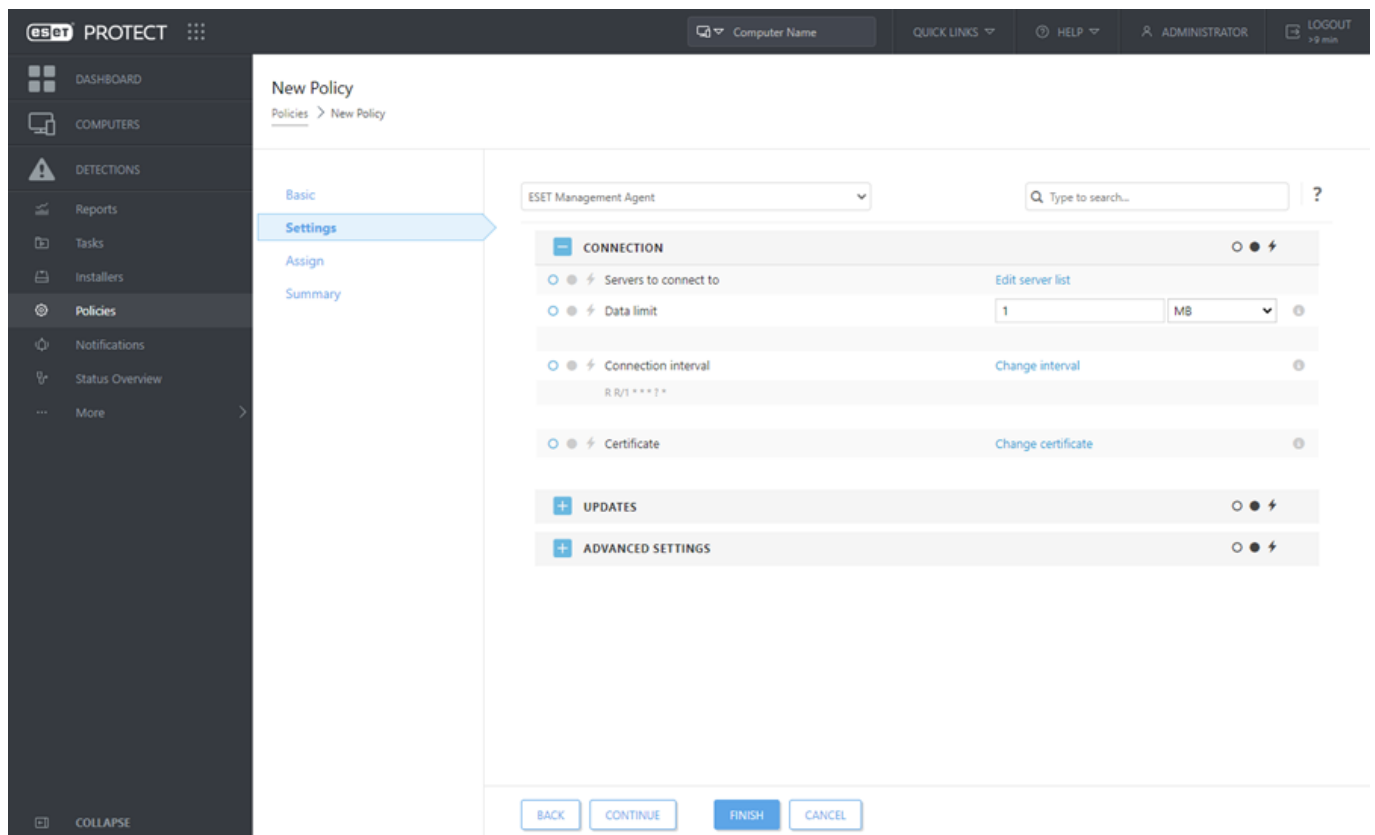 eset PROTECT
Computer Name
QUICK LINKS
HELP
ADMINISTRATOR
LOGOUT
>9 min
DASHBOARD
COMPUTERS
DETECTIONS
Reports
Tasks
Installers
Policies
Notifications
Status Overview
More
COLLAPSE
New Policy
Policies > New Policy
Basic
Settings
Assign
Summary
ESET Management Agent
Type to search...
?
CONNECTION
Servers to connect to Edit server list
Data limit 1 MB
Connection interval Change interval
R R/1 * * * ? *
Certificate Change certificate
UPDATES
ADVANCED SETTINGS
BACK CONTINUE FINISH CANCEL